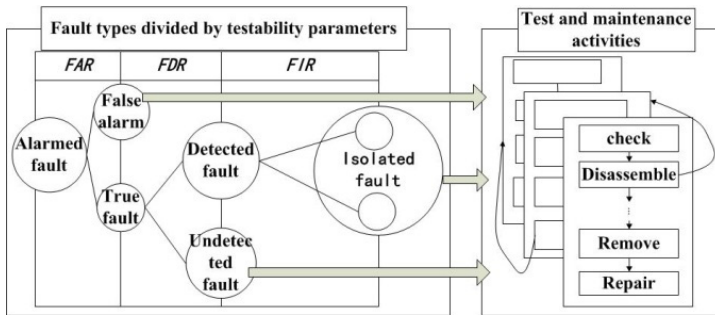 Fault types divided by testability parameters
FAR
FDR
FIR
False
alarm
Alarmed
fault
True
fault
Detected
fault
Undetec
ted
fault
Isolated
fault
Test and maintenance
activities
check
Disassemble
Remove
Repair